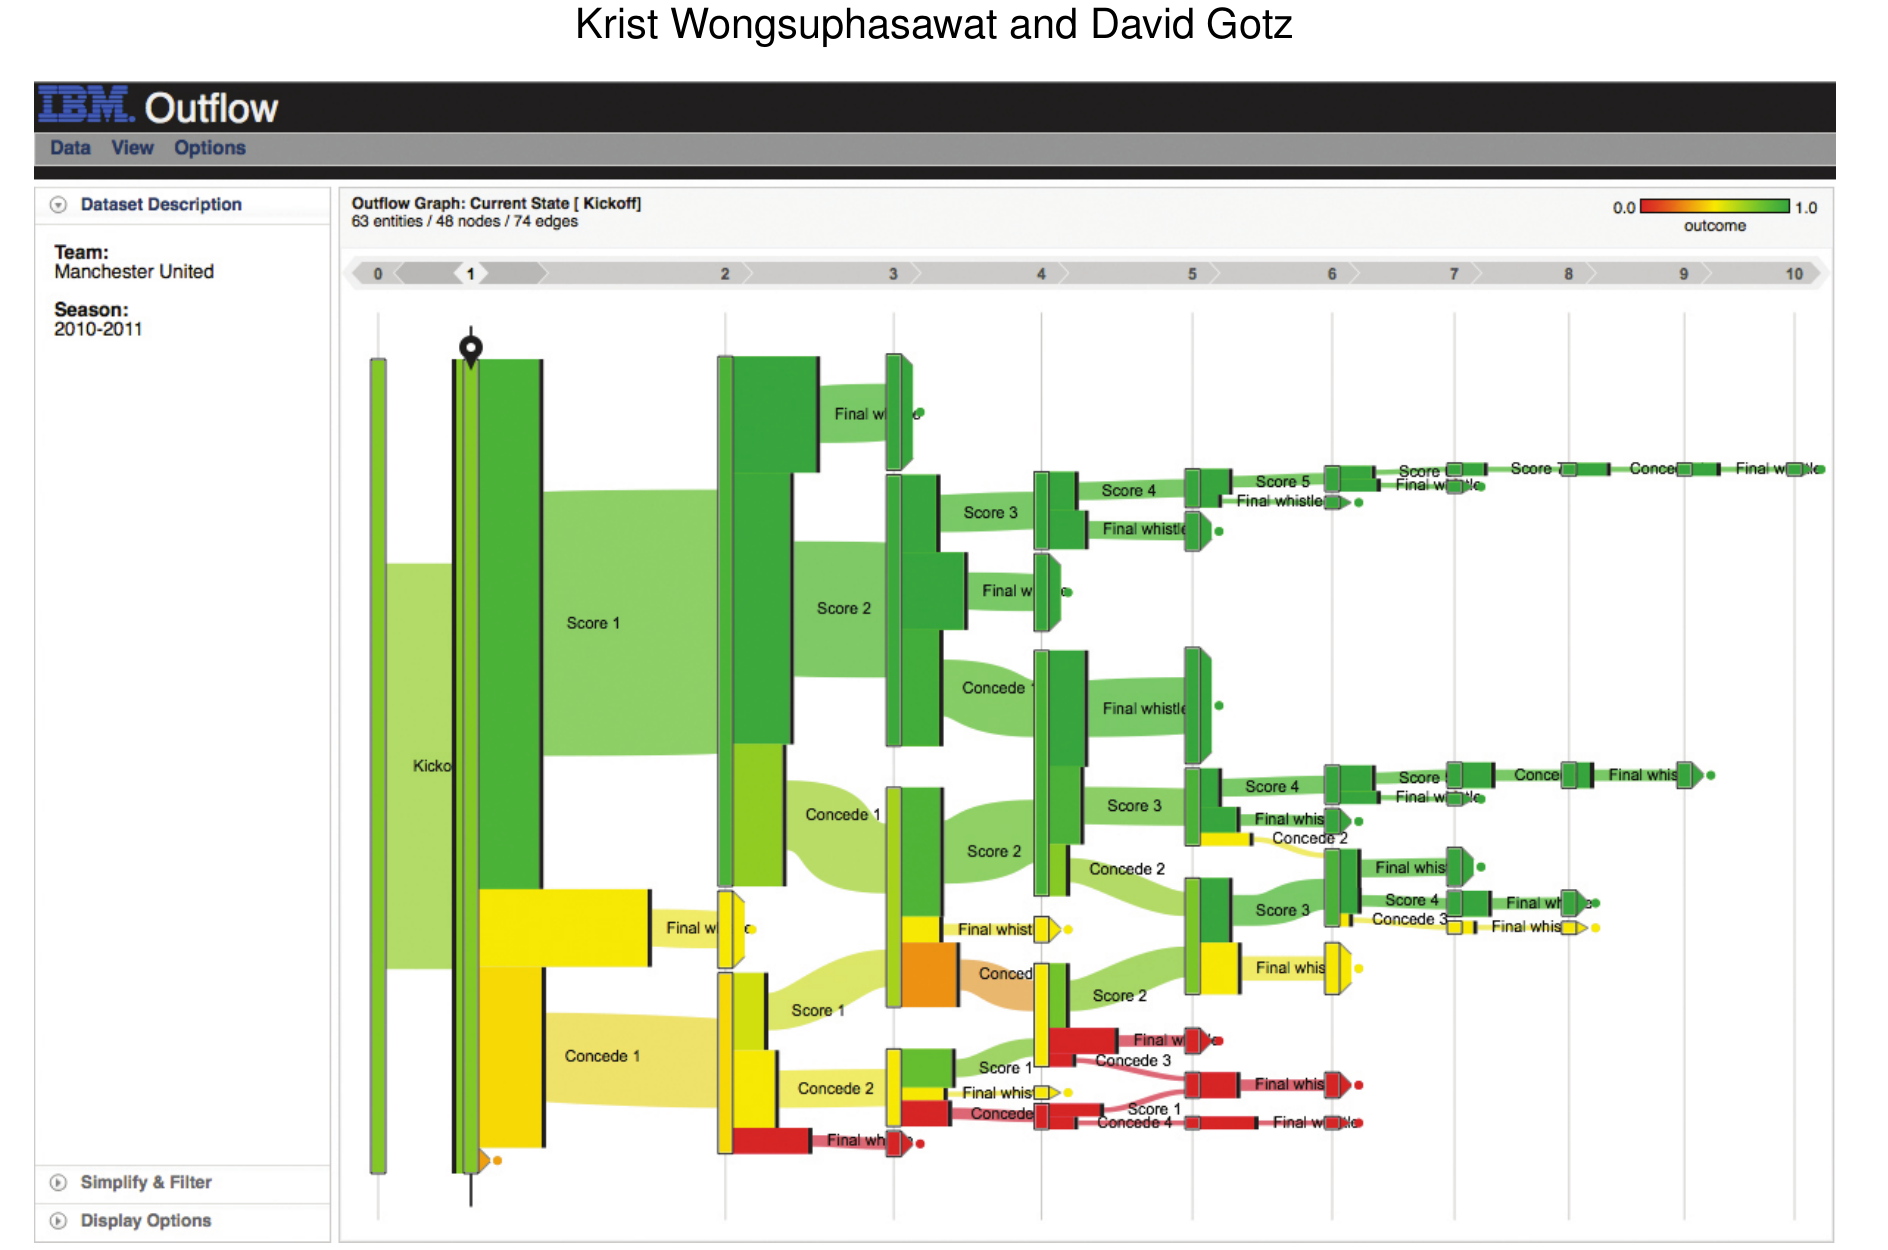 Krist Wongsuphasawat and David Gotz
IBM. Outflow
Data View Options
Dataset Description
Team:
Manchester United
Season:
2010-2011
Simplify & Filter
Display Options
Outflow Graph: Current State [ Kickoff]
63 entities / 48 nodes / 74 edges
0.0 1.0
outcome
0 1 2 3 4 5 6 7 8 9 10
Kicko
Score 1
Final w
Concede 1
Final wh
Score 2
Concede 1
Score 1
Concede 2
Final wh
Score 3
Final w
Concede
Score 2
Final whist
Conced
Score 1
Final whist
Concede
Score 4
Final whistle
Final whistle
Score 3
Concede 2
Score 2
Final w
Concede 3
Score 1
Concede 4
Score 5
Final whistle
Score 4
Final whis
Concede 2
Score 3
Final whis
Final whis
Final w
Score
Final w
Score
Final w
Final whis
Score 4
Concede 3
Score
Conce
Final wh
Final whis
Conce
Final whis
Final w